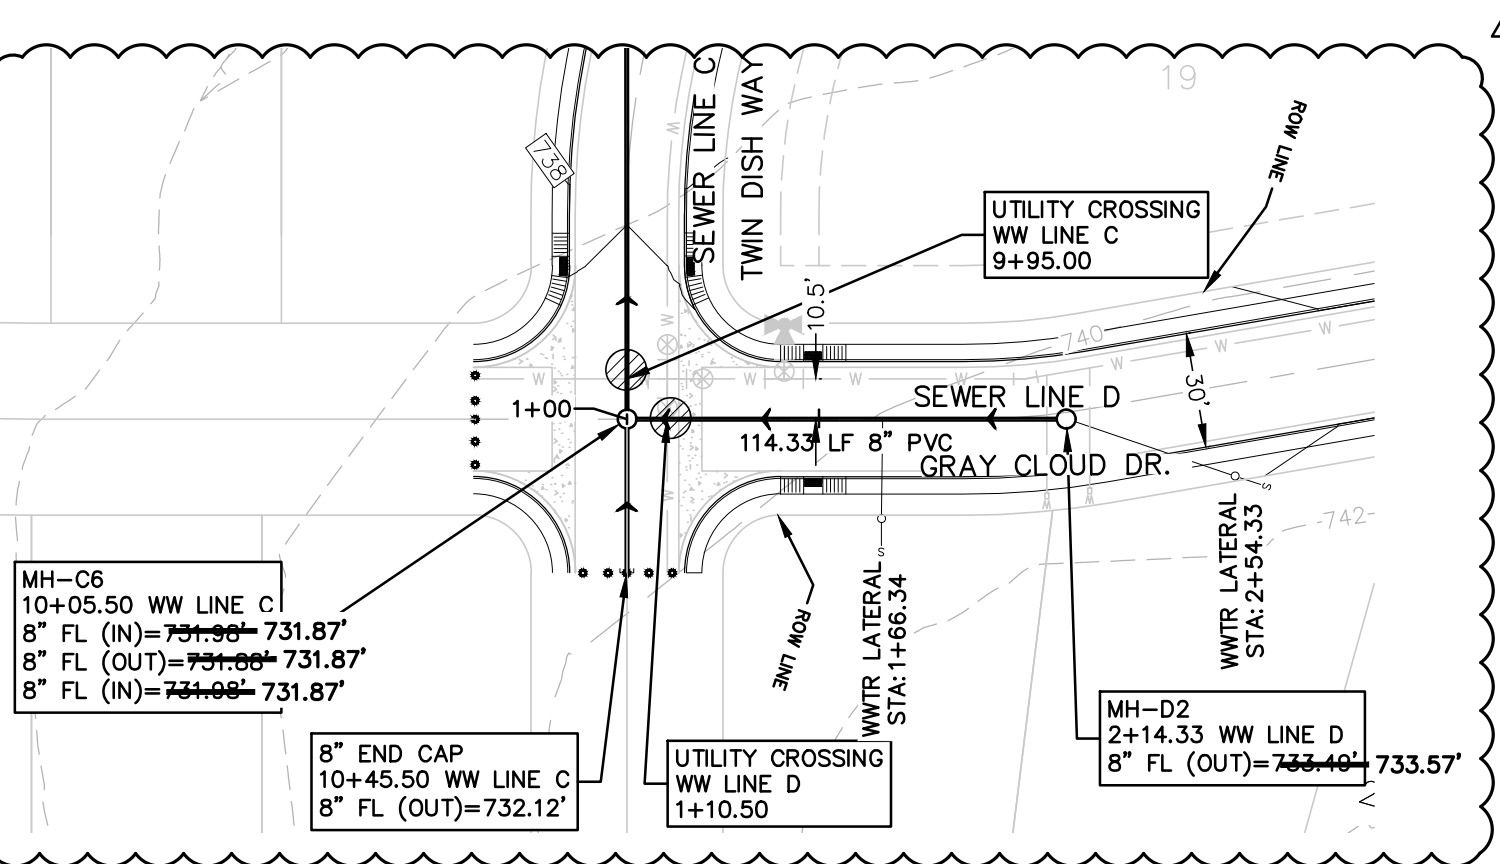 19
SEWER LINE C
TWIN DISH WAY
738
ROW LINE
UTILITY CROSSING
WW LINE C
9+95.00
10.5'
740
W
W
W
W
W
W
W
W
W
30'
SEWER LINE D
1+00
114.33 LF 8" PVC
GRAY CLOUD DR.
S
-742-
WWTR LATERAL
STA: 2+54.33
S
WWTR LATERAL
STA: 1+66.34
ROW LINE
MH-C6
10+05.50 WW LINE C
8" FL (IN)=731.98' 731.87'
8" FL (OUT)=731.88' 731.87'
8" FL (IN)=731.98' 731.87'
8" END CAP
10+45.50 WW LINE C
8" FL (OUT)=732.12'
UTILITY CROSSING
WW LINE D
1+10.50
MH-D2
2+14.33 WW LINE D
8" FL (OUT)=733.49' 733.57'